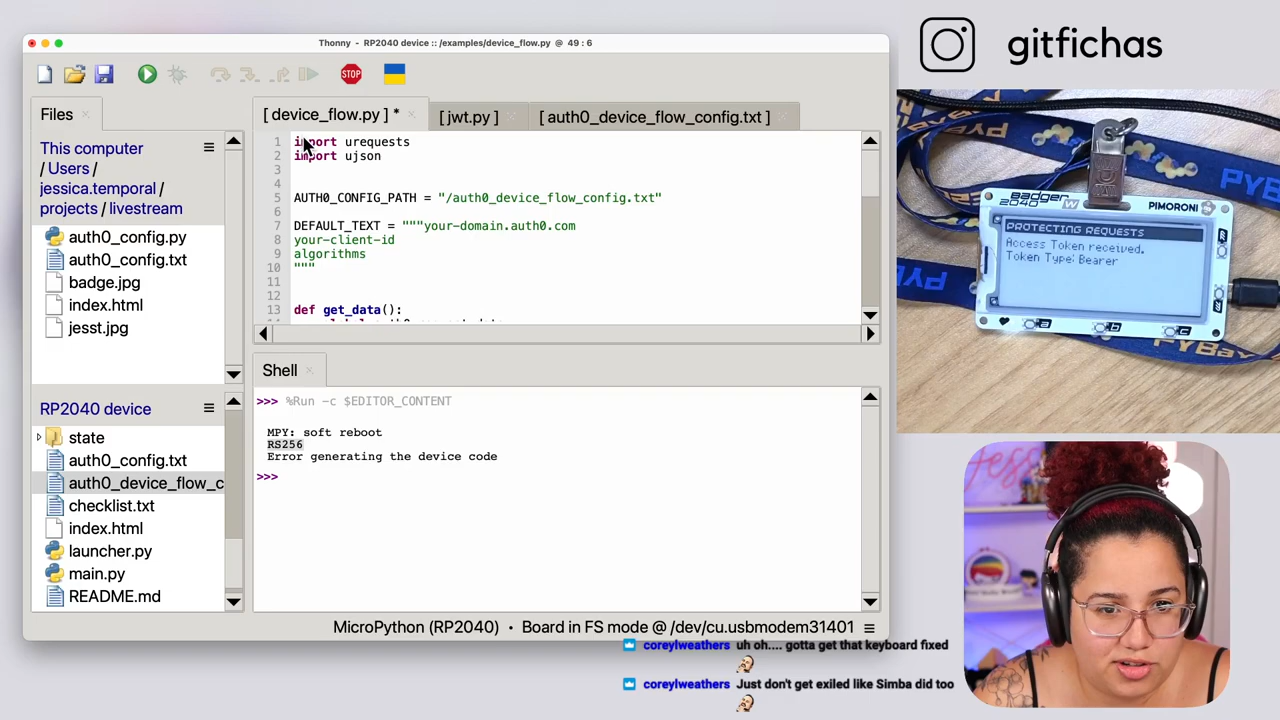 Thonny - RP2040 device :: /examples/device_flow.py @ 49 : 6
gitfichas
Files
[ device_flow.py ] *
[ jwt.py ]
[ auth0_device_flow_config.txt ]
This computer
/ Users /
jessica.temporal /
projects / livestream
auth0_config.py
auth0_config.txt
badge.jpg
index.html
jesst.jpg
1 import urequests
2 import ujson
3
4
5 AUTH0_CONFIG_PATH = "/auth0_device_flow_config.txt"
6
7 DEFAULT_TEXT = """your-domain.auth0.com
8 your-client-id
9 algorithms
10 """
11
12
13 def get_data():
RP2040 device
state
auth0_config.txt
auth0_device_flow_c
checklist.txt
index.html
launcher.py
main.py
README.md
Shell
>>> %Run -c $EDITOR_CONTENT
MPY: soft reboot
RS256
Error generating the device code
>>>
MicroPython (RP2040) • Board in FS mode @ /dev/cu.usbmodem31401
STOP
Badger
2040 W
PIMORONI
PROTECTING REQUESTS
Access Token received.
Token Type: Bearer
a
b
c
PYBay
coreylweathers uh oh.... gotta get that keyboard fixed
coreylweathers Just don't get exiled like Simba did too